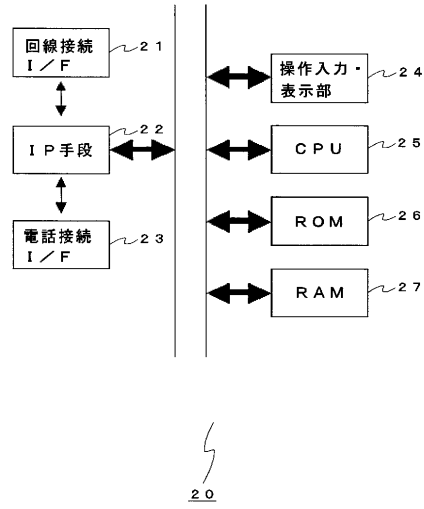 回線接続
I／F
21
IP手段
22
電話接続
I／F
23
操作入力・
表示部
24
CPU
25
ROM
26
RAM
27
20